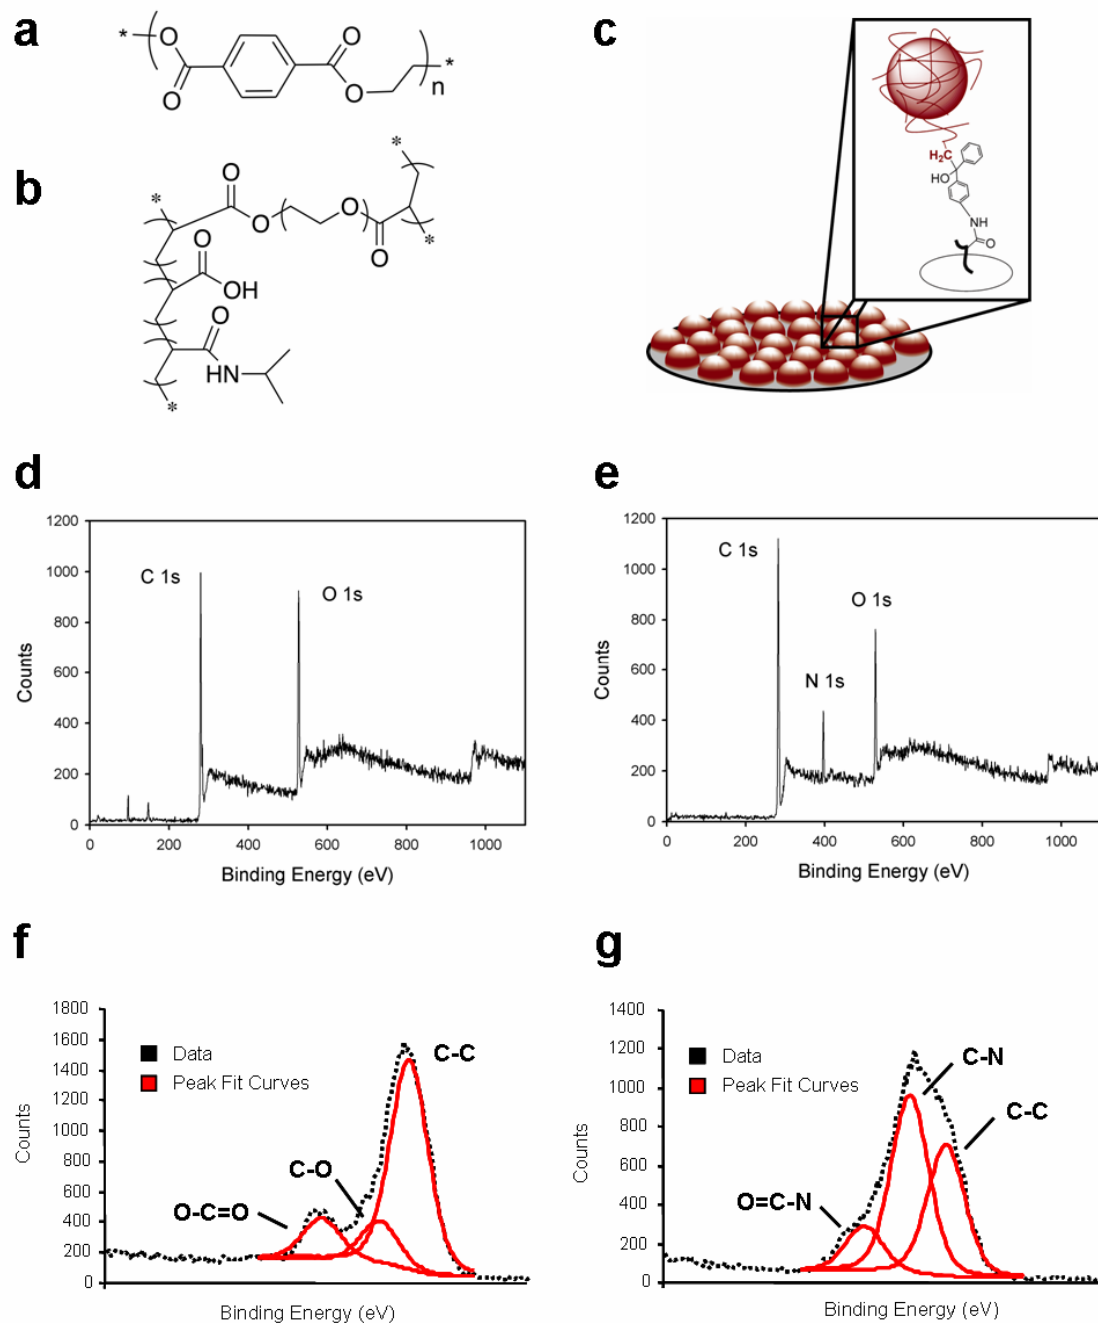 a
* O O O O n *
b
* O O O O * *
O OH
O HN *
c
H₂C
HO
NH
O
d
1200
1000
800
600
400
200
0
C 1s
O 1s
Counts
0 200 400 600 800 1000
Binding Energy (eV)
e
1200
1000
800
600
400
200
0
C 1s
N 1s
O 1s
Counts
0 200 400 600 800 1000
Binding Energy (eV)
f
1800
1600
1400
1200
1000
800
600
400
200
0
Data
Peak Fit Curves
C-C
C-O
O-C=O
Counts
Binding Energy (eV)
g
1400
1200
1000
800
600
400
200
0
Data
Peak Fit Curves
C-N
C-C
O=C-N
Counts
Binding Energy (eV)